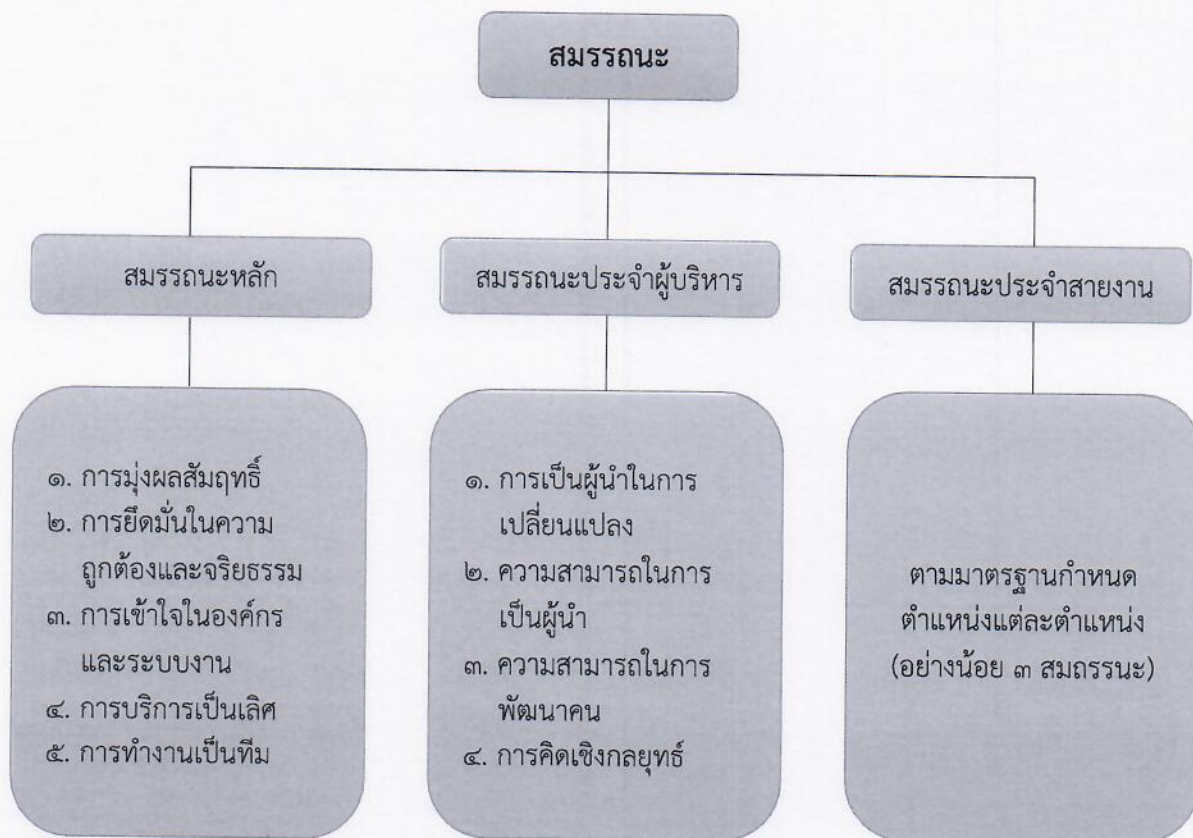 สมรรถนะ
สมรรถนะหลัก
สมรรถนะประจำผู้บริหาร
สมรรถนะประจำสายงาน
๑. การมุ่งผลสัมฤทธิ์
๒. การยึดมั่นในความ
ถูกต้องและจริยธรรม
๓. การเข้าใจในองค์กร
และระบบงาน
๔. การบริการเป็นเลิศ
๕. การทำงานเป็นทีม
๑. การเป็นผู้นำในการ
เปลี่ยนแปลง
๒. ความสามารถในการ
เป็นผู้นำ
๓. ความสามารถในการ
พัฒนาคน
๔. การคิดเชิงกลยุทธ์
ตามมาตรฐานกำหนด
ตำแหน่งแต่ละตำแหน่ง
(อย่างน้อย ๓ สมถรรนะ)